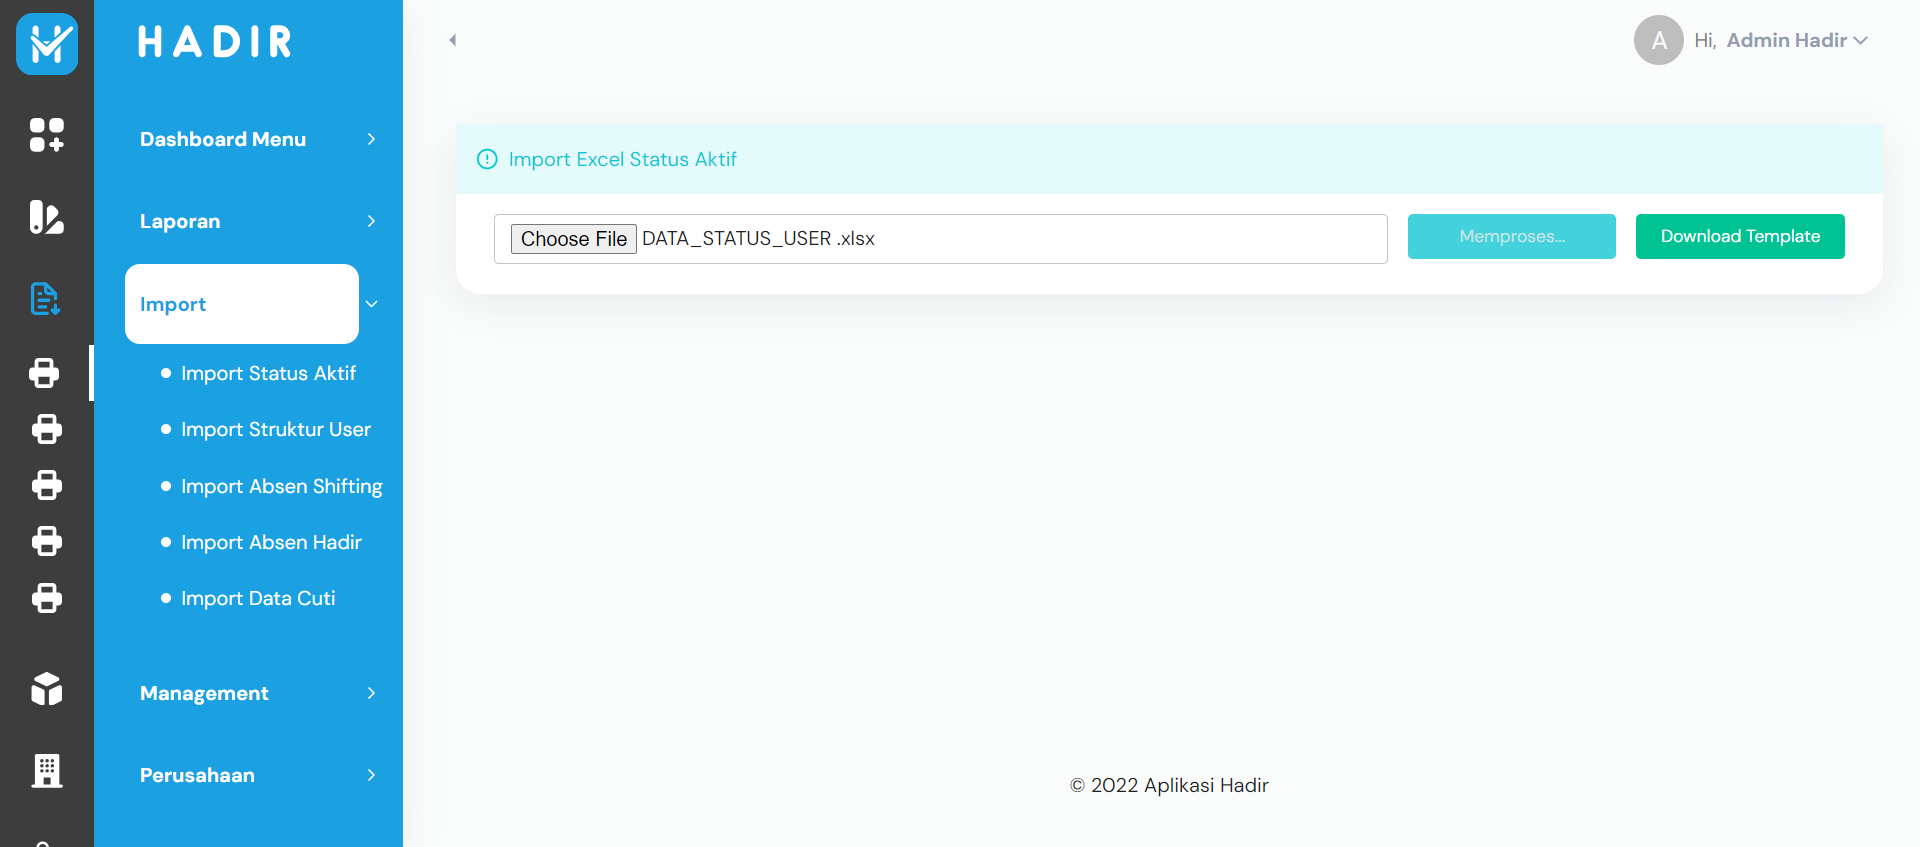 HADIR
Dashboard Menu
Laporan
Import
Import Status Aktif
Import Struktur User
Import Absen Shifting
Import Absen Hadir
Import Data Cuti
Management
Perusahaan
A Hi, Admin Hadir
Import Excel Status Aktif
Choose File DATA_STATUS_USER .xlsx Memproses... Download Template
© 2022 Aplikasi Hadir